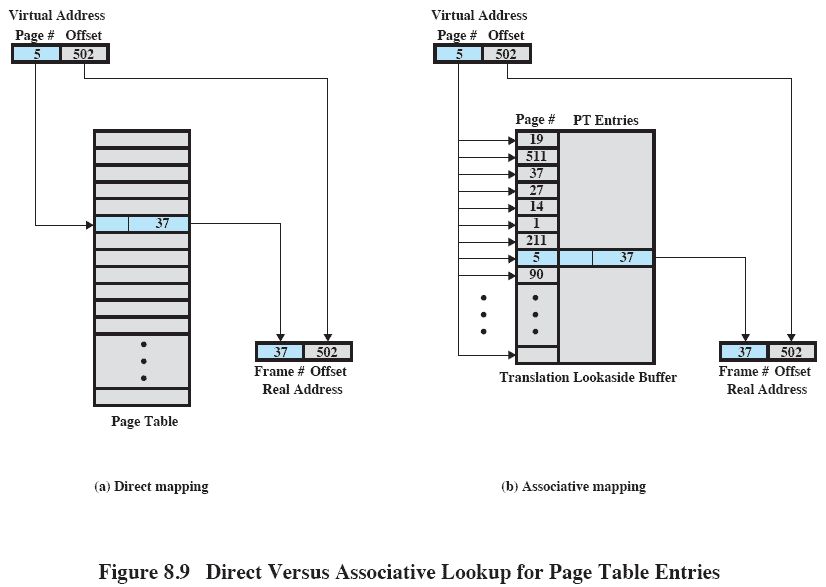 Virtual Address
Page # Offset
5 502
37
37 502
Frame # Offset
Real Address
Page Table
(a) Direct mapping
Virtual Address
Page # Offset
5 502
Page # PT Entries
19
511
37
27
14
1
211
5 37
90
37 502
Frame # Offset
Real Address
Translation Lookaside Buffer
(b) Associative mapping
Figure 8.9 Direct Versus Associative Lookup for Page Table Entries